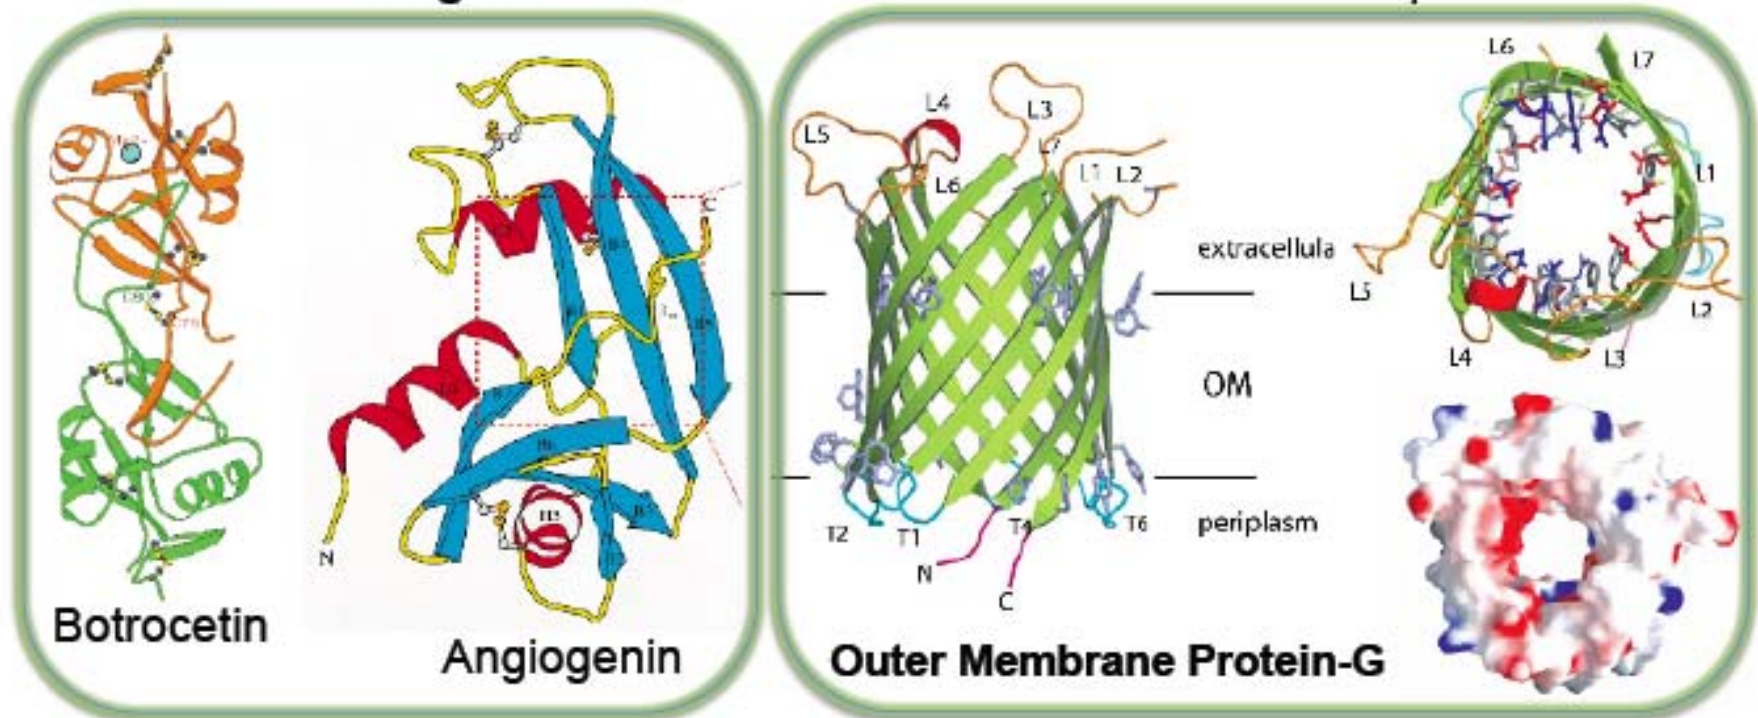 Botrocetin
N
C
H3
Angiogenin
L5
L4
L3
L7
L6
L1
L2
extracellula
OM
periplasm
T2
T1
T4
T6
N
C
Outer Membrane Protein-G
L6
L7
L1
L5
L2
L4
L3